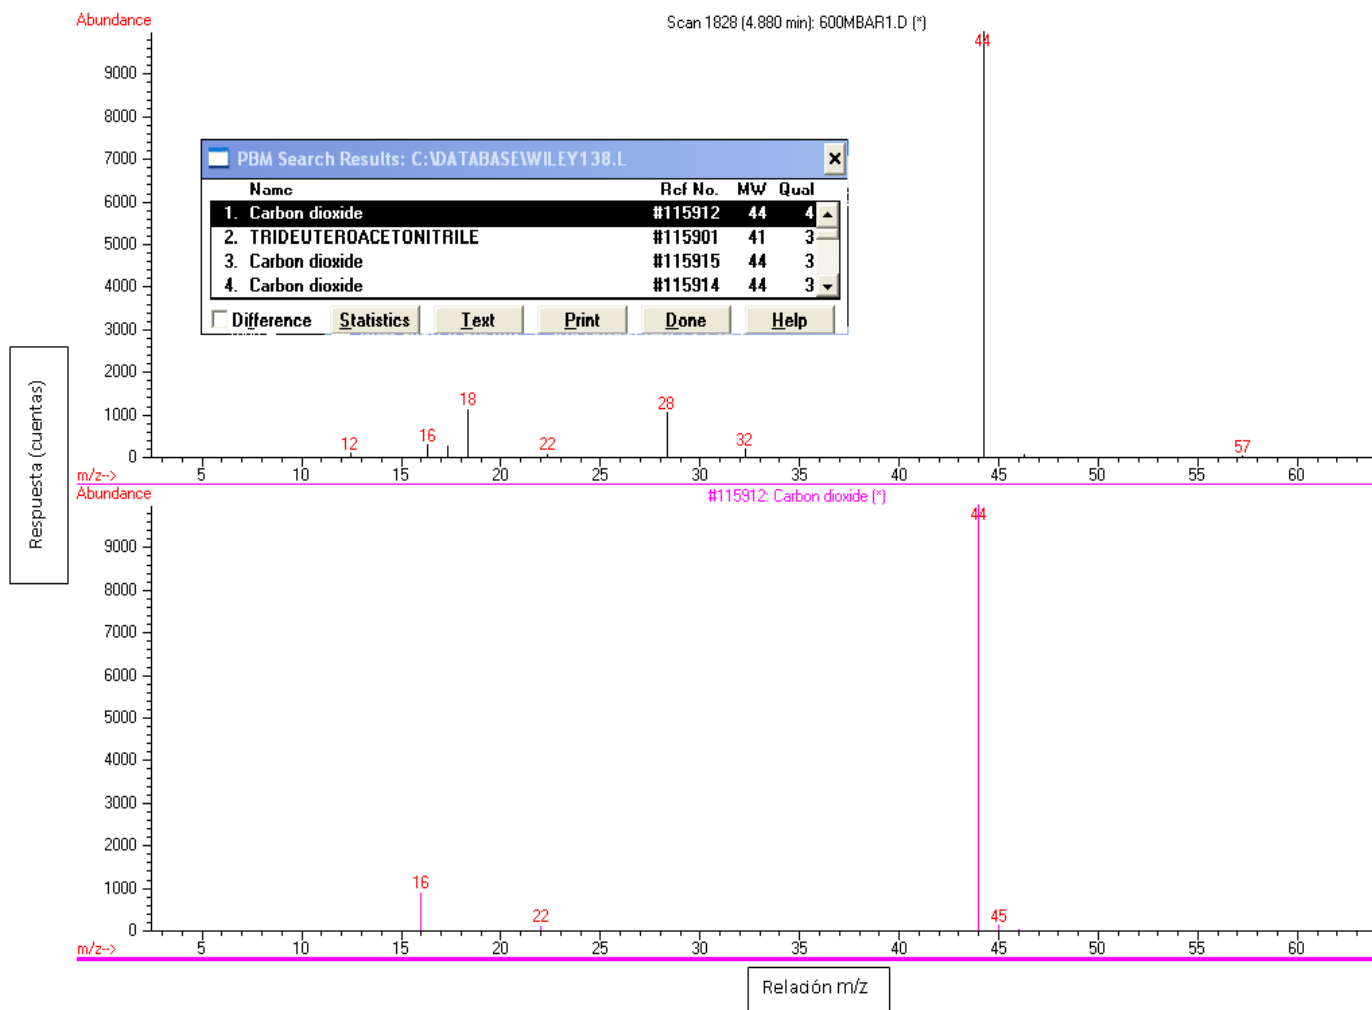 Abundance
Scan 1828 (4.880 min): 600MBAR1.D (*)
44
9000
8000
7000
6000
5000
4000
3000
2000
1000
0
PBM Search Results: C:\DATABASE\WILEY138.L
Name Ref No. MW Qual
1. Carbon dioxide #115912 44 4
2. TRIDEUTEROACETONITRILE #115901 41 3
3. Carbon dioxide #115915 44 3
4. Carbon dioxide #115914 44 3
Difference Statistics Text Print Done Help
12 16 18 22 28 32 57
m/z--> 5 10 15 20 25 30 35 40 45 50 55 60
Respuesta (cuentas)
Abundance
#115912: Carbon dioxide (*)
44
9000
8000
7000
6000
5000
4000
3000
2000
1000
0
16 22 45
m/z--> 5 10 15 20 25 30 35 40 45 50 55 60
Relación m/z